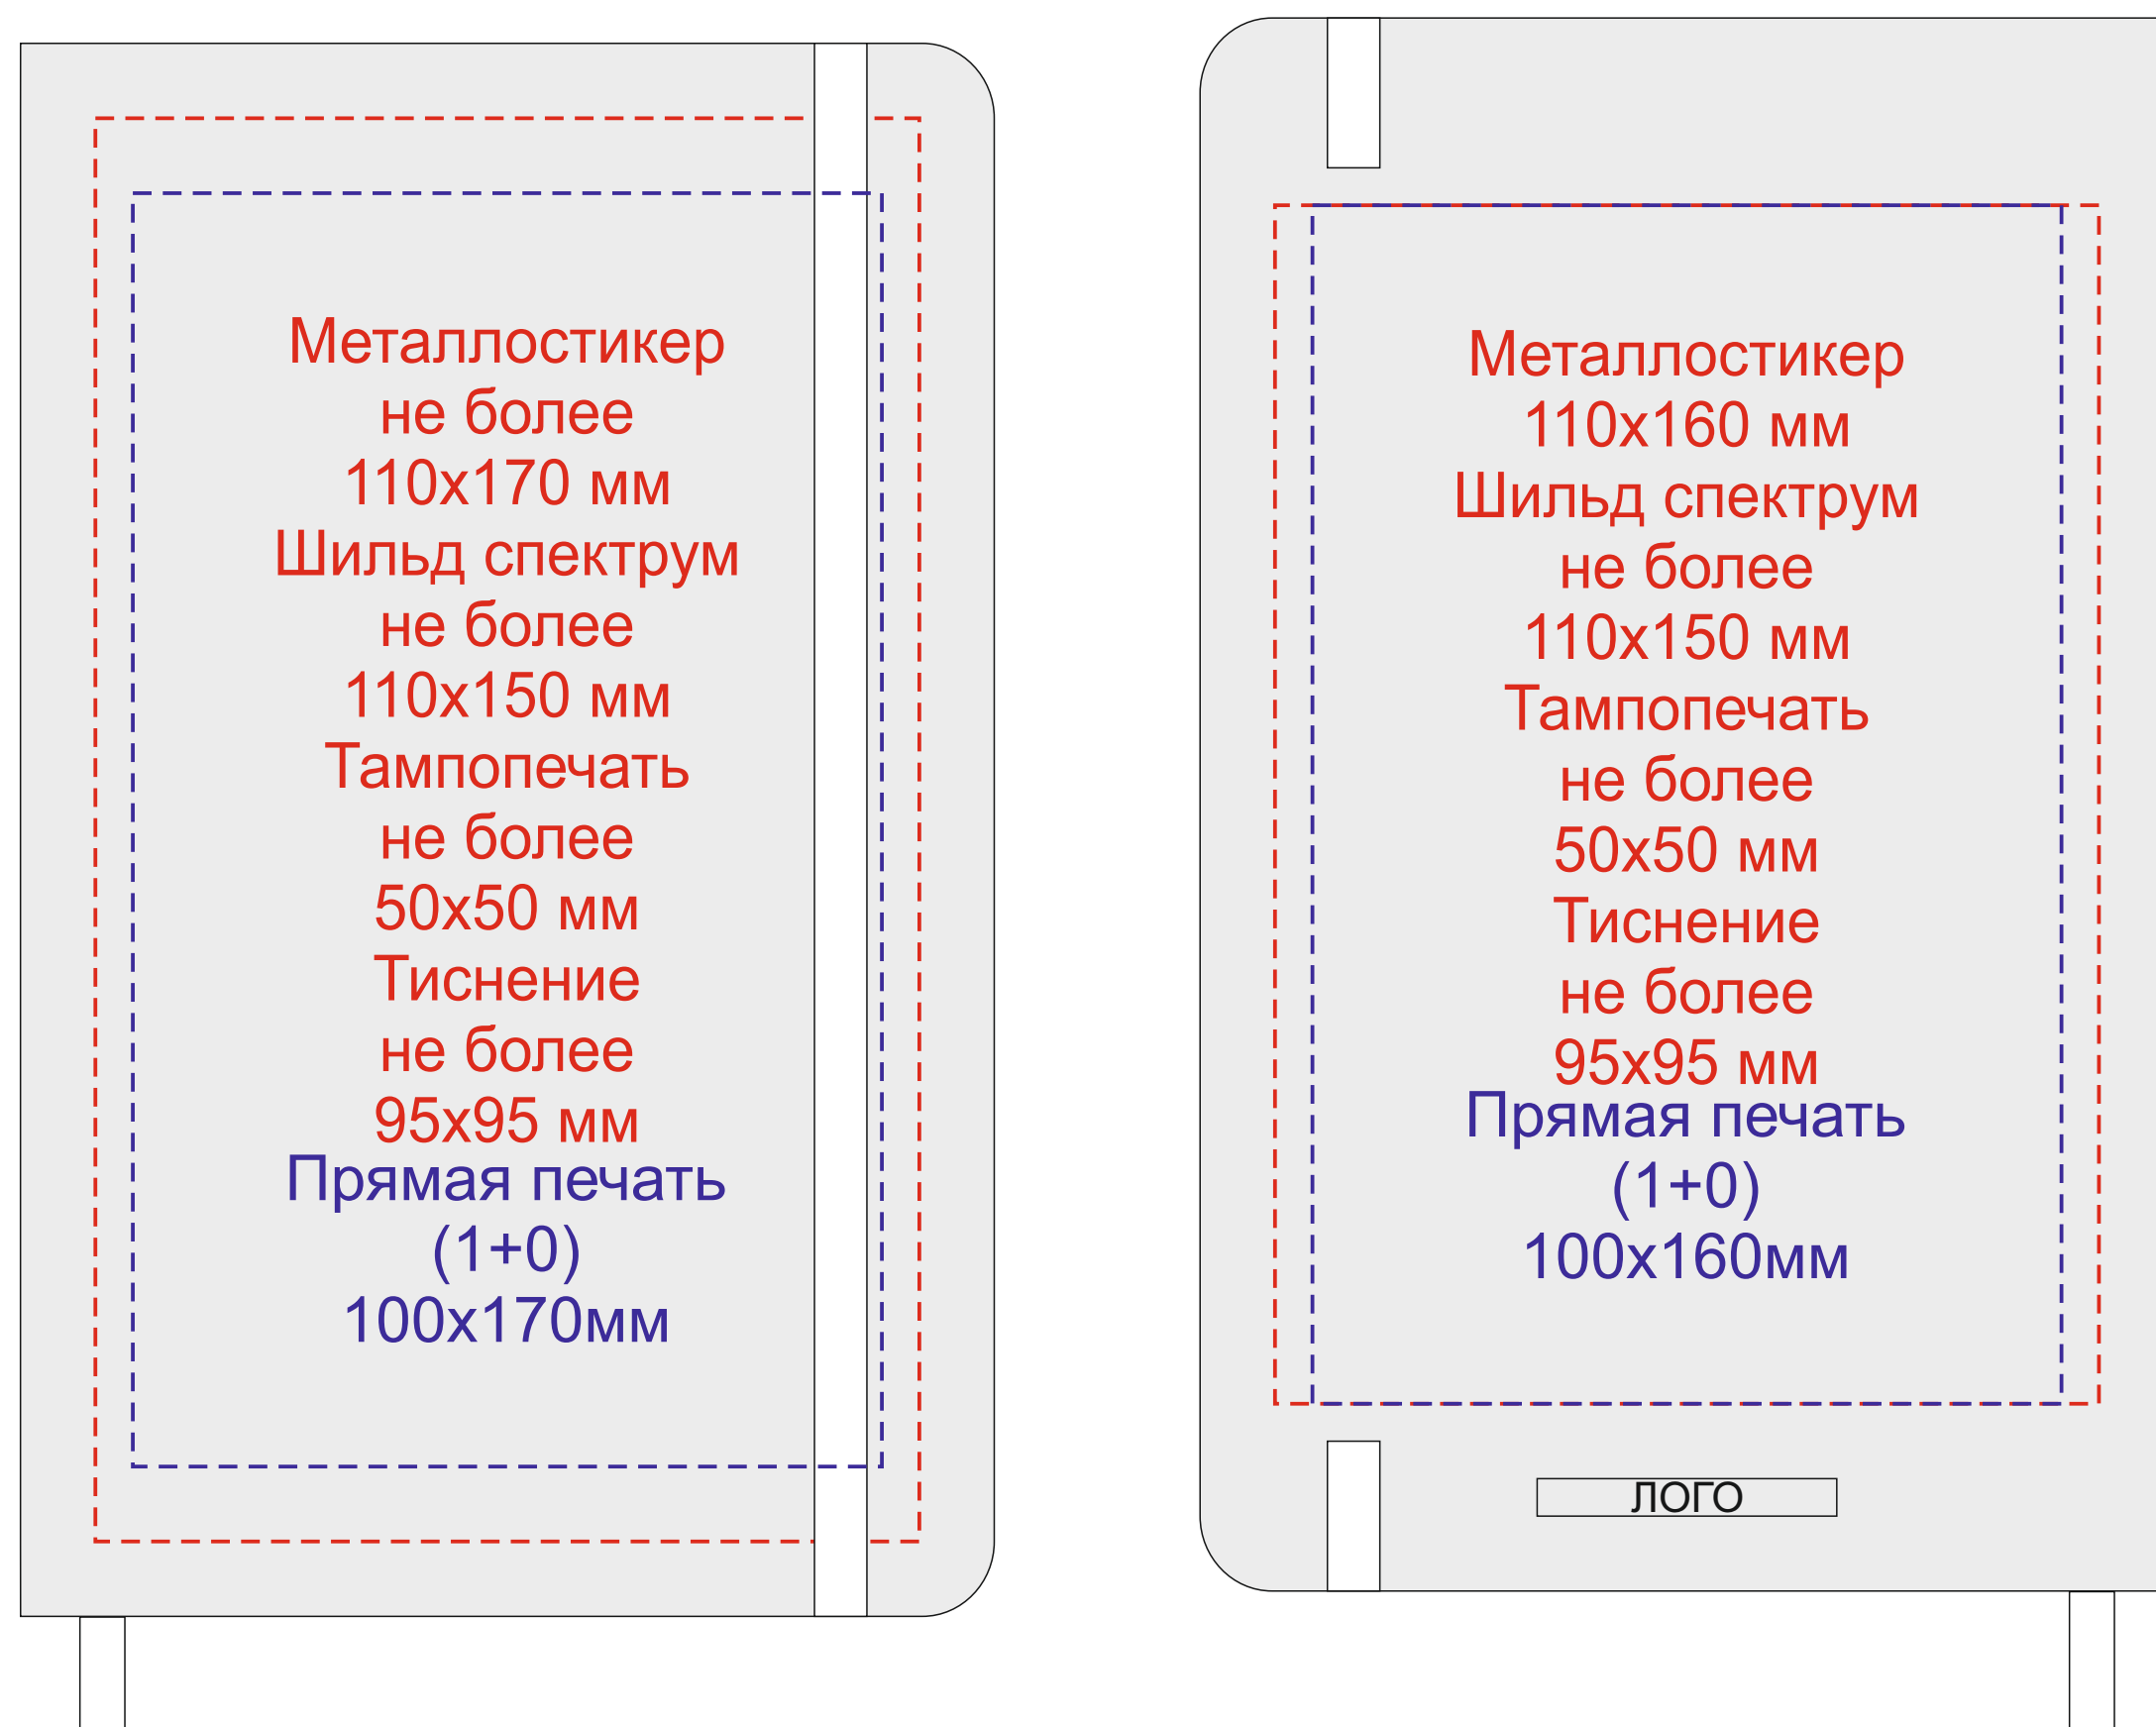 Металлостикер
не более
110х170 мм
Шильд спектрум
не более
110х150 мм
Тампопечать
не более
50х50 мм
Тиснение
не более
95х95 мм
Прямая печать
(1+0)
100х170мм
Металлостикер
110х160 мм
Шильд спектрум
не более
110х150 мм
Тампопечать
не более
50х50 мм
Тиснение
не более
95х95 мм
Прямая печать
(1+0)
100х160мм
ЛОГО